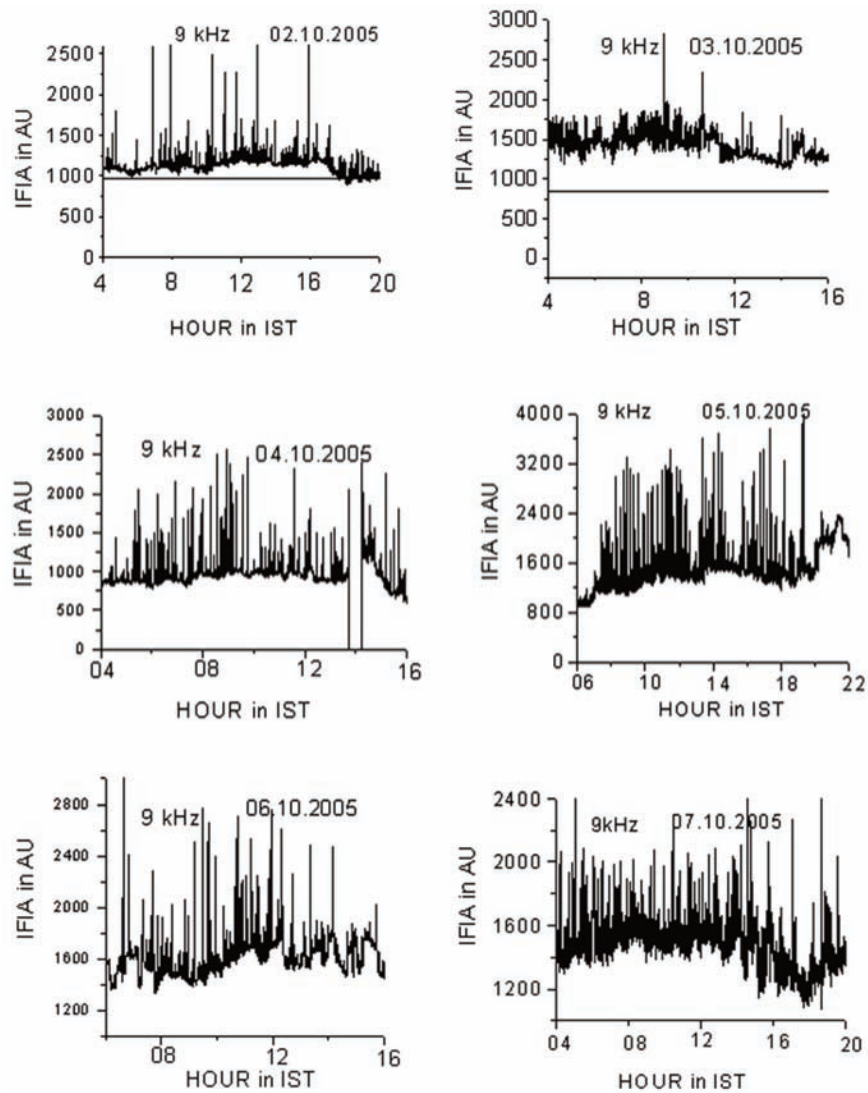 9 kHz 02.10.2005
IFIA in AU
2500
2000
1500
1000
500
0
4 8 12 16 20
HOUR in IST
9 kHz 03.10.2005
IFIA in AU
3000
2500
2000
1500
1000
500
0
4 8 12 16
HOUR in IST
9 kHz 04.10.2005
IFIA in AU
3000
2500
2000
1500
1000
500
0
04 08 12 16
HOUR in IST
9 kHz 05.10.2005
IFIA in AU
4000
3200
2400
1600
800
0
06 10 14 18 22
HOUR in IST
9 kHz 06.10.2005
IFIA in AU
2800
2400
1800
1600
1200
08 12 16
HOUR in IST
9kHz 07.10.2005
IFIA in AU
2400
2000
1600
1200
04 08 12 16 20
HOUR in IST